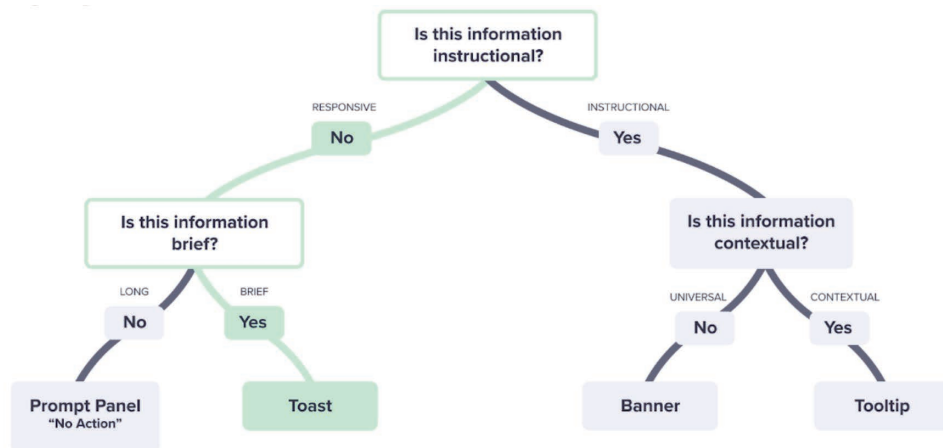 Is this information
instructional?
RESPONSIVE
No
INSTRUCTIONAL
Yes
Is this information
brief?
Is this information
contextual?
LONG
No
BRIEF
Yes
UNIVERSAL
No
CONTEXTUAL
Yes
Prompt Panel
“No Action”
Toast
Banner
Tooltip